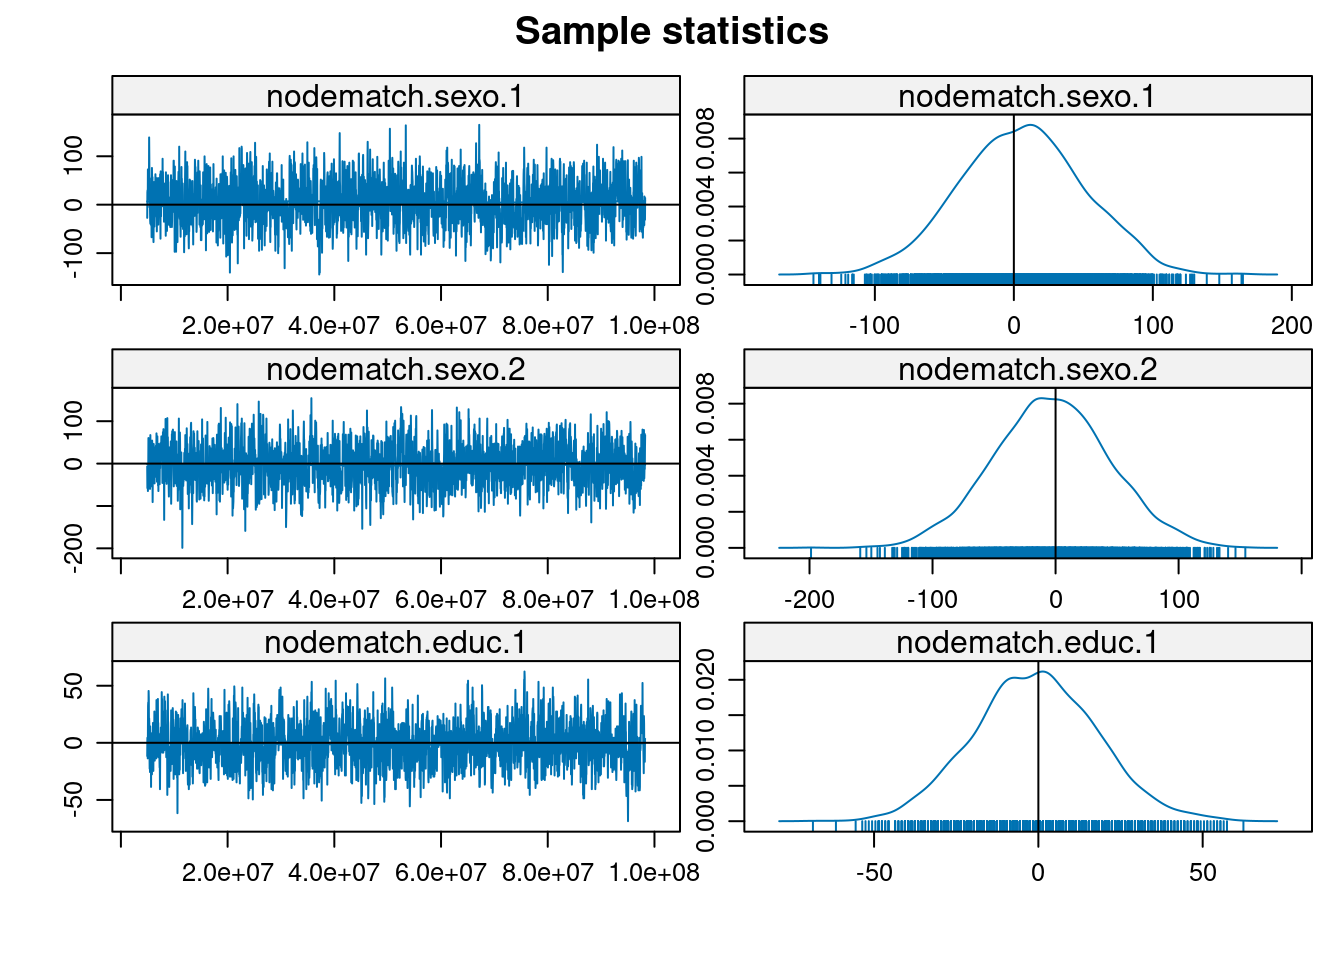 Sample statistics
nodematch.sexo.1
-100 0 100
2.0e+07 4.0e+07 6.0e+07 8.0e+07 1.0e+08
nodematch.sexo.1
0.000 0.004 0.008
-100 0 100 200
nodematch.sexo.2
-200 0 100
2.0e+07 4.0e+07 6.0e+07 8.0e+07 1.0e+08
nodematch.sexo.2
0.000 0.004 0.008
-200 -100 0 100
nodematch.educ.1
-50 0 50
2.0e+07 4.0e+07 6.0e+07 8.0e+07 1.0e+08
nodematch.educ.1
0.000 0.010 0.020
-50 0 50